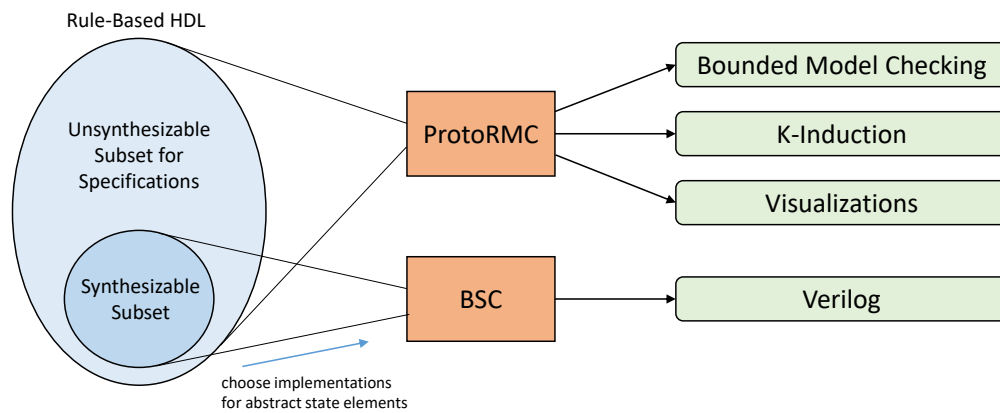 Rule-Based HDL
Unsynthesizable
Subset for
Specifications
Synthesizable
Subset
ProtoRMC
BSC
choose implementations
for abstract state elements
Bounded Model Checking
K-Induction
Visualizations
Verilog